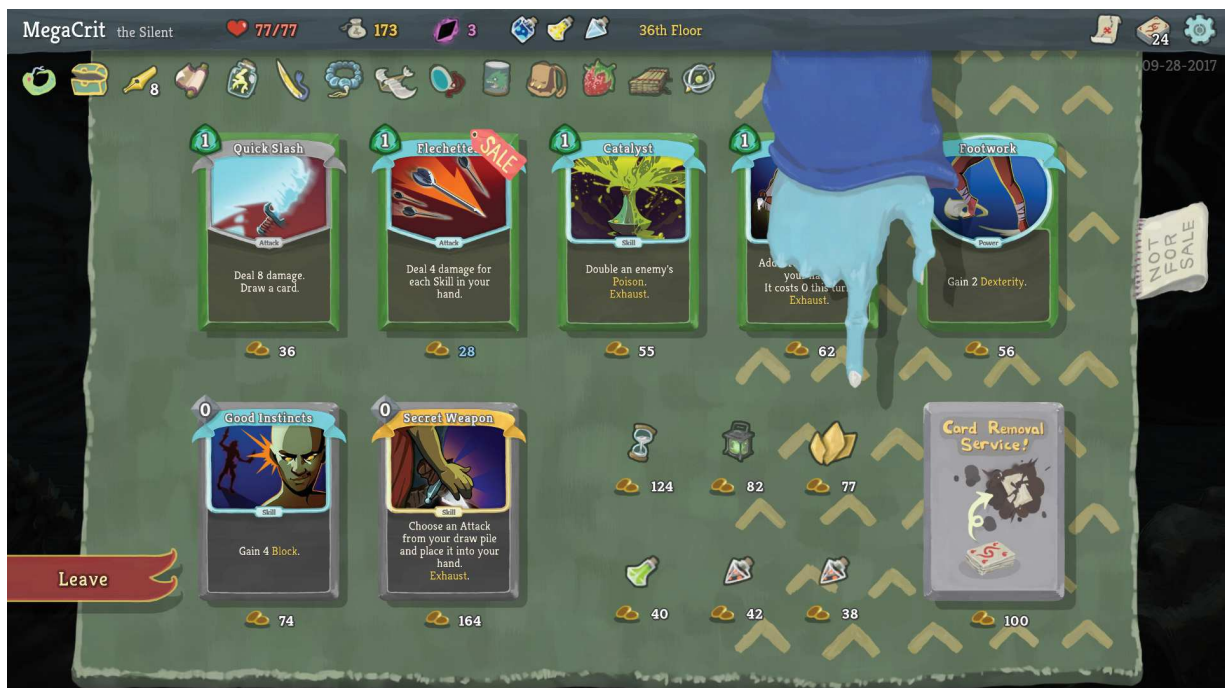 MegaCrit the Silent 77/77 173 3 36th Floor 24
8
09-28-2017
1 Quick Slash
Attack
Deal 8 damage.
Draw a card.
36
1 Flechette
SALE
Attack
Deal 4 damage for
each Skill in your
hand.
28
1 Catalyst
Skill
Double an enemy's
Poison.
Exhaust.
55
1
It costs 0 this
Exhaust.
62
Footwork
Power
Gain 2 Dexterity.
56
NOT
FOR
SALE
0 Good Instincts
Skill
Gain 4 Block.
74
0 Secret Weapon
Skill
Choose an Attack
from your draw pile
and place it into your
hand.
Exhaust.
164
124 82 77
40 42 38
Card Removal
Service!
100
Leave